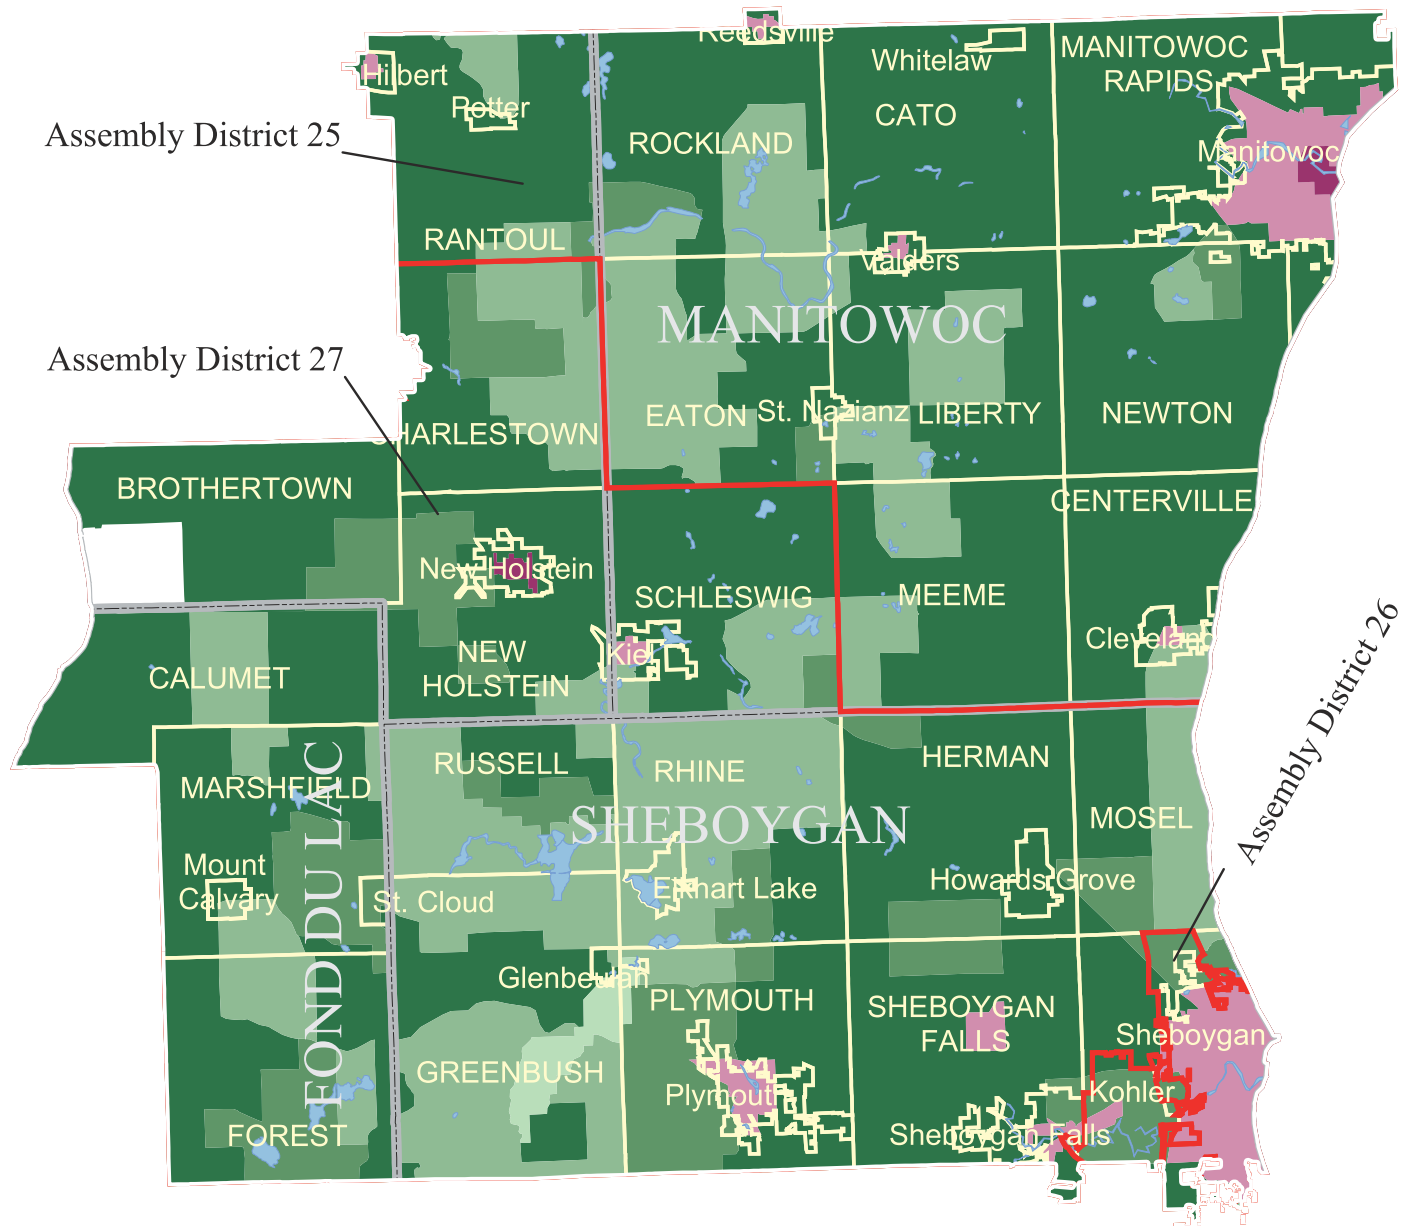 Reedsville
Whitelaw
MANITOWOC
RAPIDS
Hilbert
Potter
CATO
Assembly District 25
ROCKLAND
Manitowoc
RANTOUL
Valders
MANITOWOC
Assembly District 27
EATON
St. Nazianz
LIBERTY
NEWTON
CHARLESTOWN
BROTHERTOWN
CENTERVILLE
New Holstein
SCHLESWIG
MEEME
Cleveland
Kiel
NEW
HOLSTEIN
CALUMET
Assembly District 26
RUSSELL
RHINE
HERMAN
MARSHFIELD
SHEBOYGAN
MOSEL
FOND DU LAC
Mount
Calvary
St. Cloud
Elkhart Lake
Howards Grove
Glenbeulah
PLYMOUTH
SHEBOYGAN
FALLS
Sheboygan
GREENBUSH
Plymouth
Kohler
FOREST
Sheboygan Falls